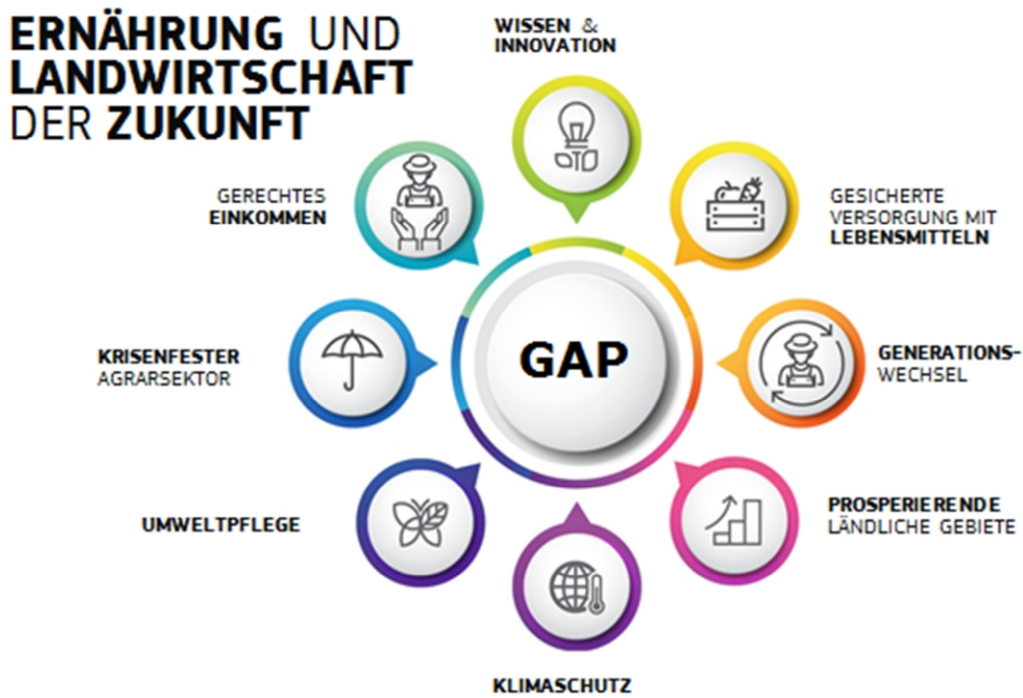 ERNÄHRUNG UND
LANDWIRTSCHAFT
DER ZUKUNFT
WISSEN &
INNOVATION
GESICHERTE
VERSORGUNG MIT
LEBENSMITTELN
GENERATIONS-
WECHSEL
PROSPERIERENDE
LÄNDLICHE GEBIETE
KLIMASCHUTZ
UMWELTPFLEGE
KRISENFESTER
AGRARSEKTOR
GERECHTES
EINKOMMEN
GAP